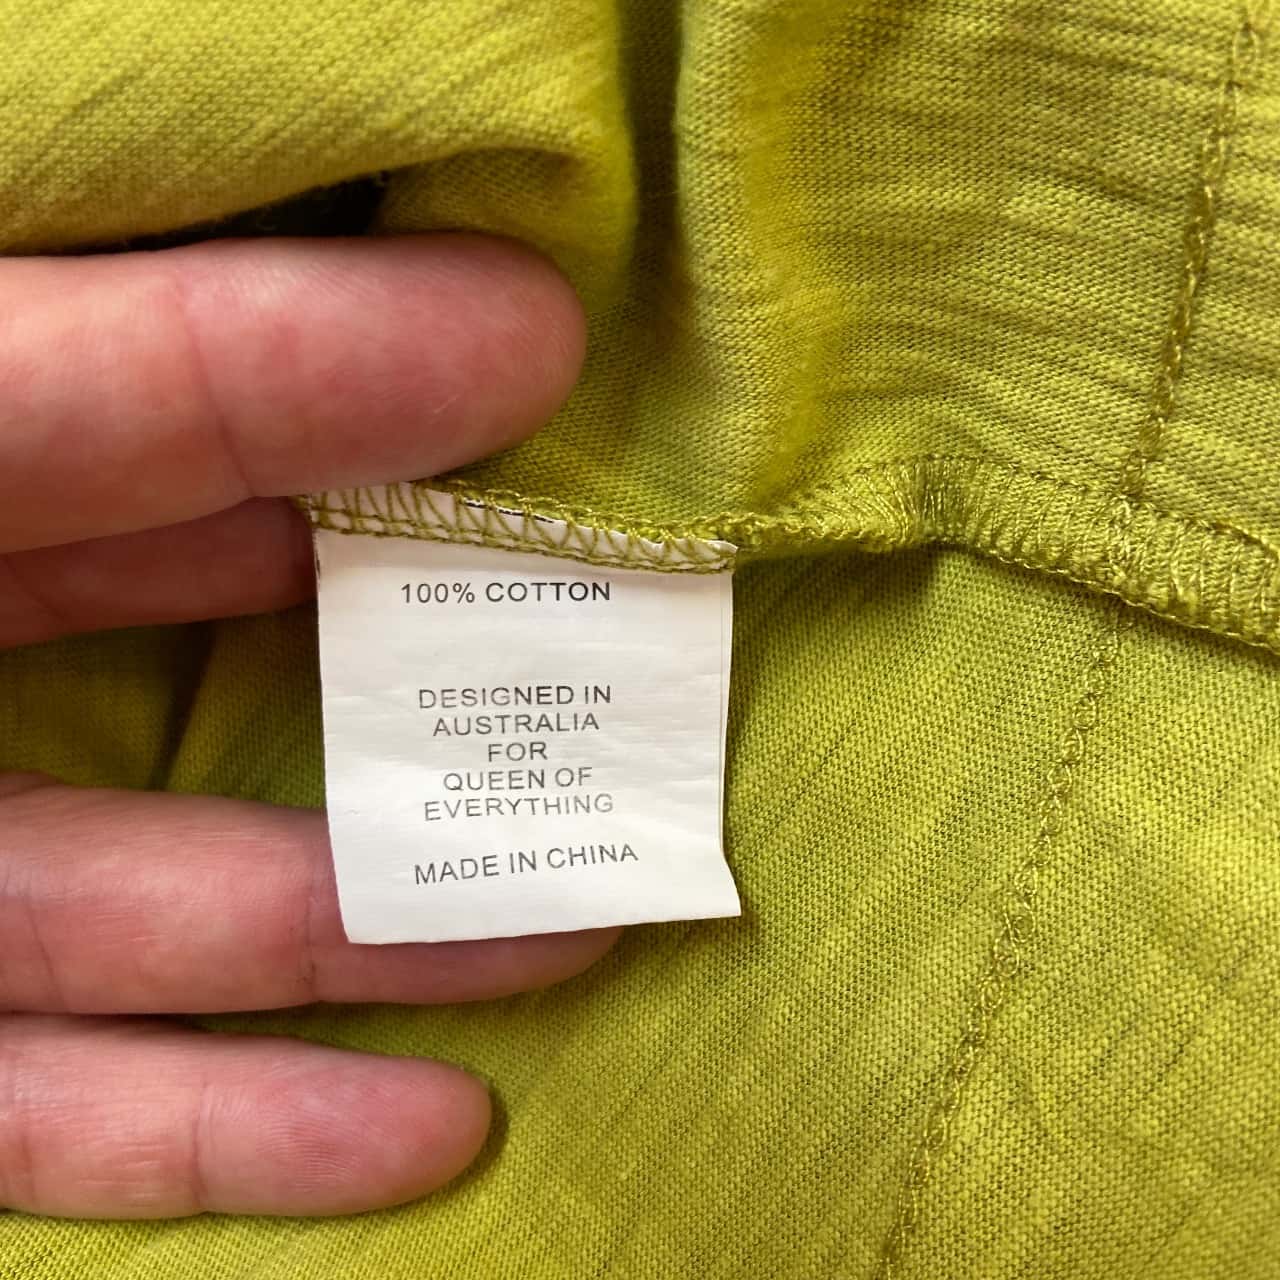 100% COTTON
DESIGNED IN
AUSTRALIA
FOR
QUEEN OF
EVERYTHING
MADE IN CHINA